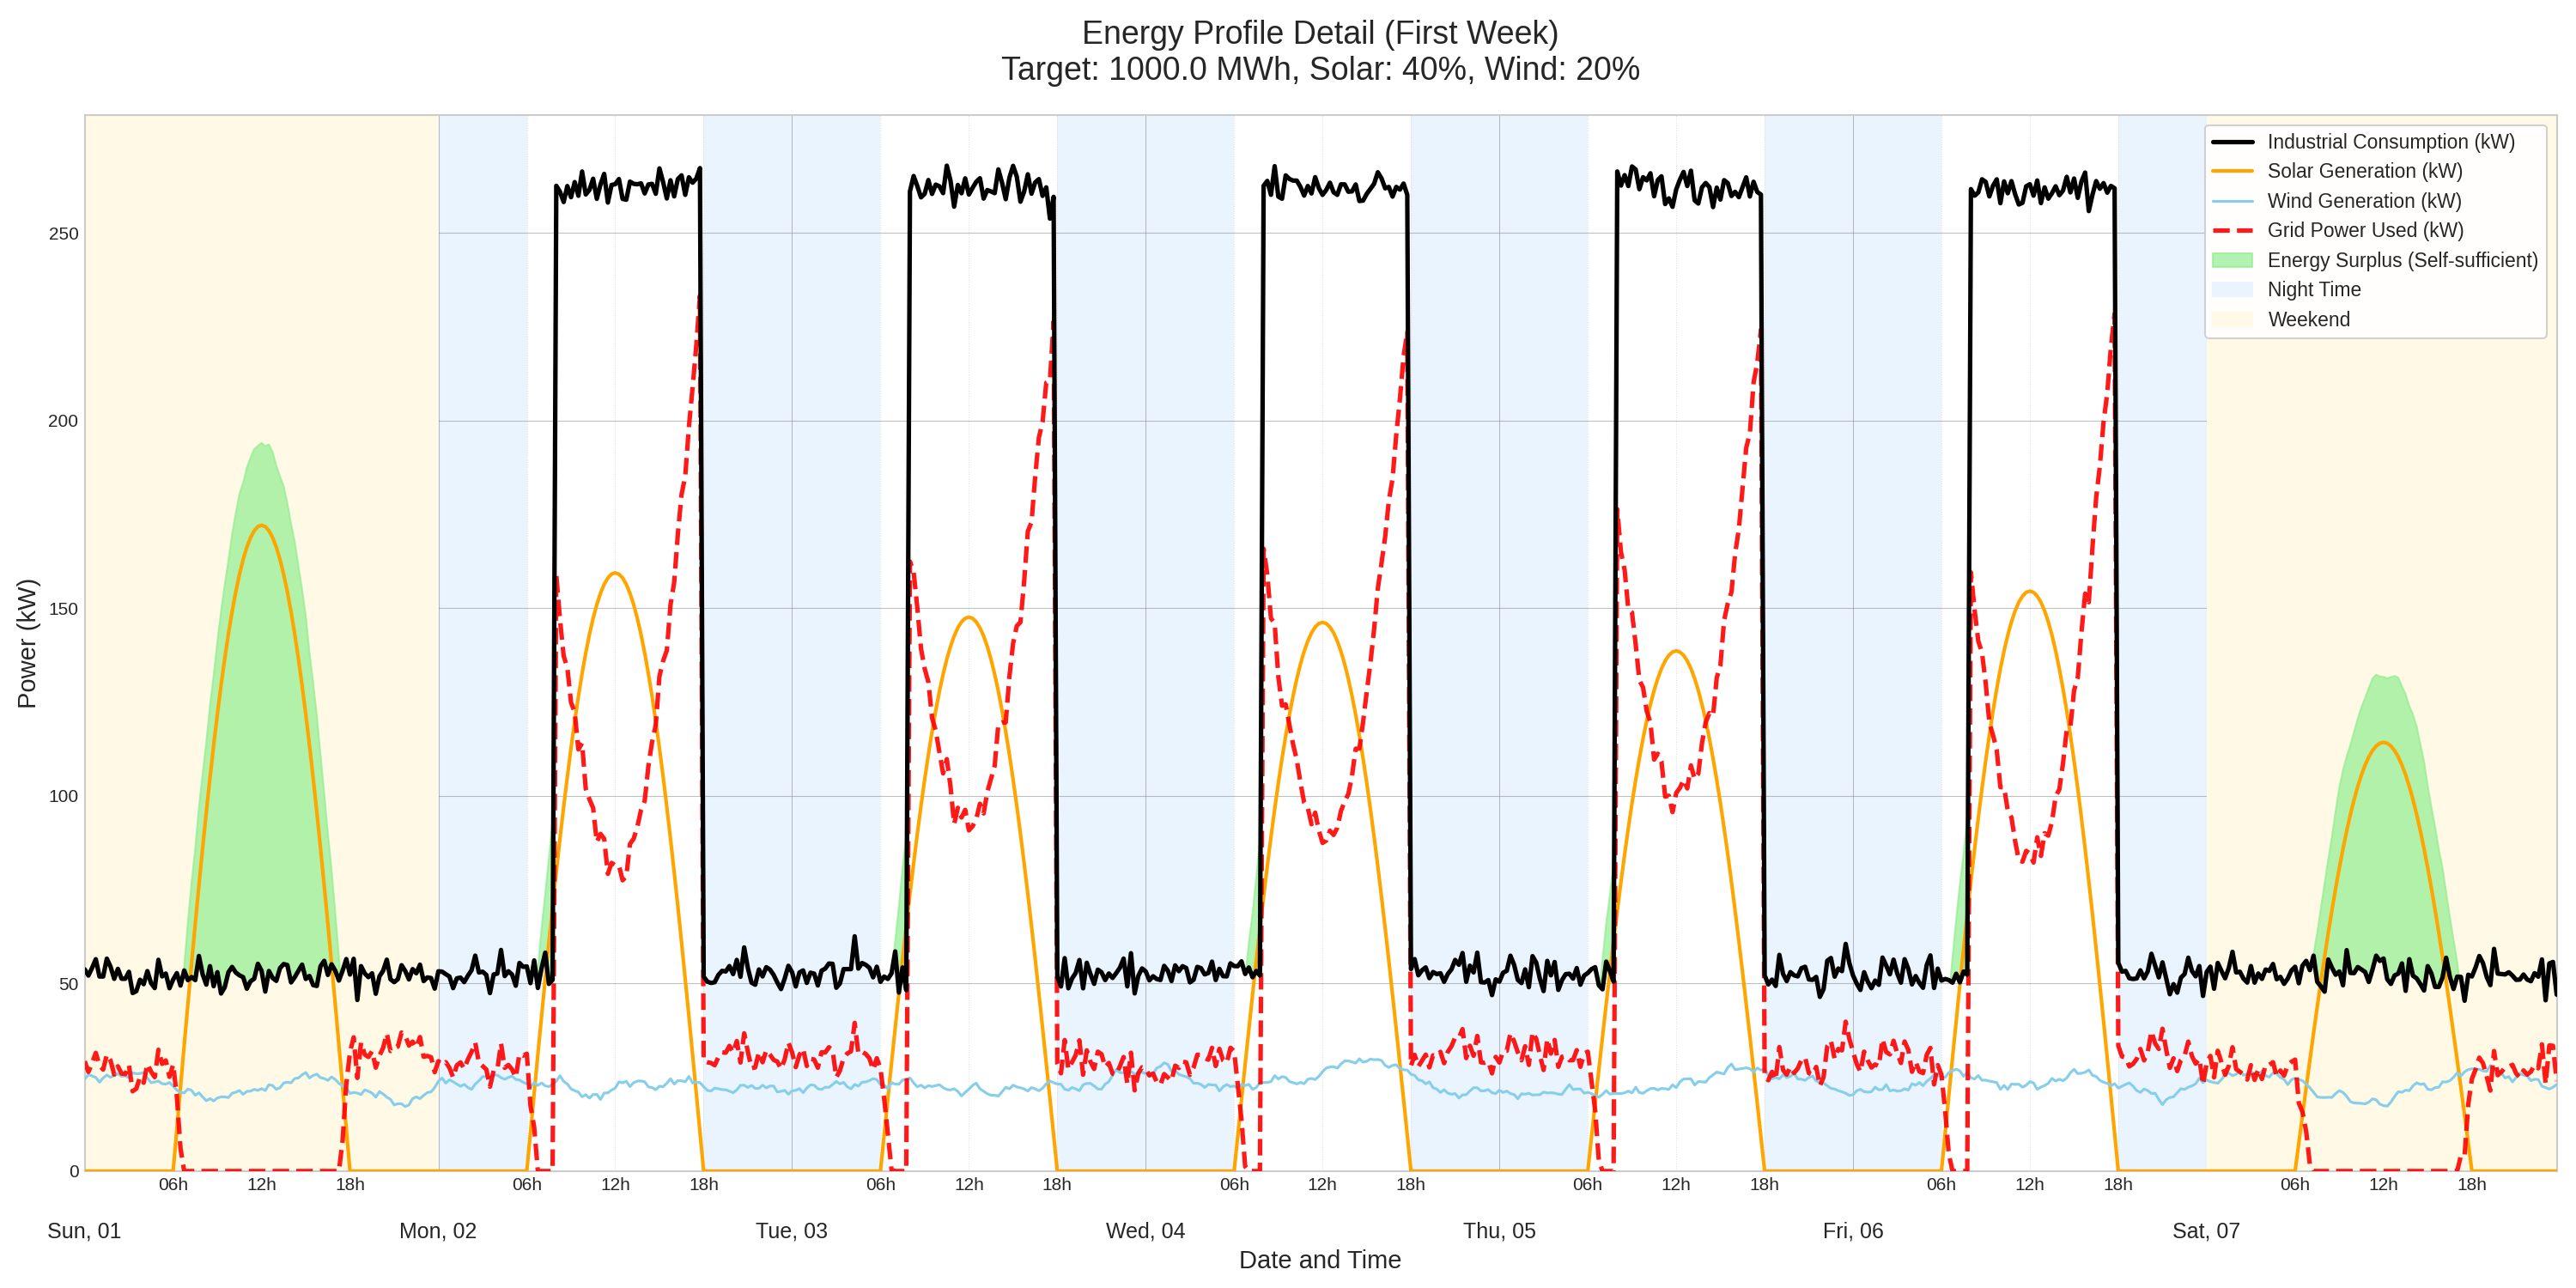 Energy Profile Detail (First Week)
Target: 1000.0 MWh, Solar: 40%, Wind: 20%
Industrial Consumption (kW)
Solar Generation (kW)
Wind Generation (kW)
Grid Power Used (kW)
Energy Surplus (Self-sufficient)
Night Time
Weekend
Power (kW)
250
200
150
100
50
0
06h 12h 18h 06h 12h 18h 06h 12h 18h 06h 12h 18h 06h 12h 18h 06h 12h 18h 06h 12h 18h
Sun, 01 Mon, 02 Tue, 03 Wed, 04 Thu, 05 Fri, 06 Sat, 07
Date and Time